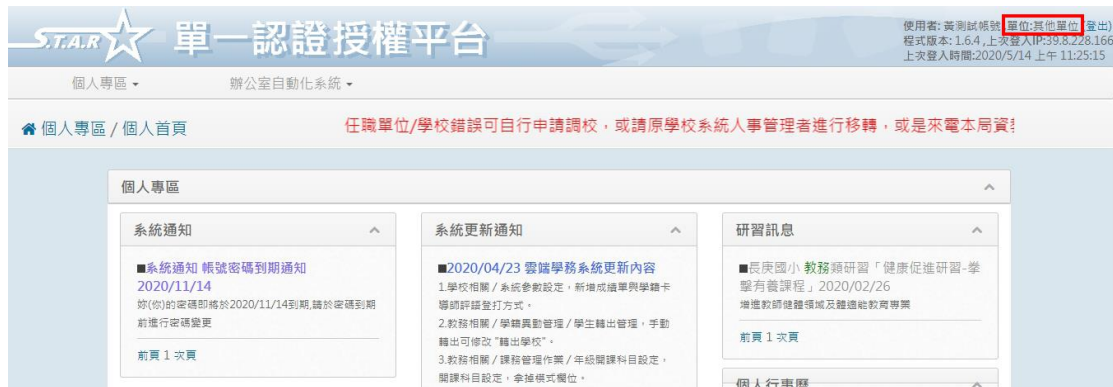 S.T.A.R 單一認證授權平台
使用者: 黃測試帳號 單位:其他單位 (登出)
程式版本: 1.6.4 ,上次登入IP:39.8.228.166
上次登入時間:2020/5/14 上午 11:25:15
個人專區
辦公室自動化系統
個人專區 / 個人首頁
任職單位/學校錯誤可自行申請調校，或請原學校系統人事管理者進行移轉，或是來電本局資
個人專區
系統通知
■系統通知 帳號密碼到期通知
2020/11/14
妳(你)的密碼即將於2020/11/14到期,請於密碼到期
前進行密碼變更
前頁 1 次頁
系統更新通知
■2020/04/23 雲端學務系統更新內容
1.學校相關 / 系統參數設定，新增成績單與學籍卡
導師評語登打方式。
2.教務相關 / 學籍異動管理 / 學生轉出管理，手動
轉出可修改 "轉出學校"。
3.教務相關 / 課務管理作業 / 年級開課科目設定，
開課科目設定，拿掉模式欄位。
研習訊息
■長庚國小 教務類研習「健康促進研習-拳
擊有養課程」2020/02/26
增進教師健體領域及體適能教育專業
前頁 1 次頁
個人行事曆